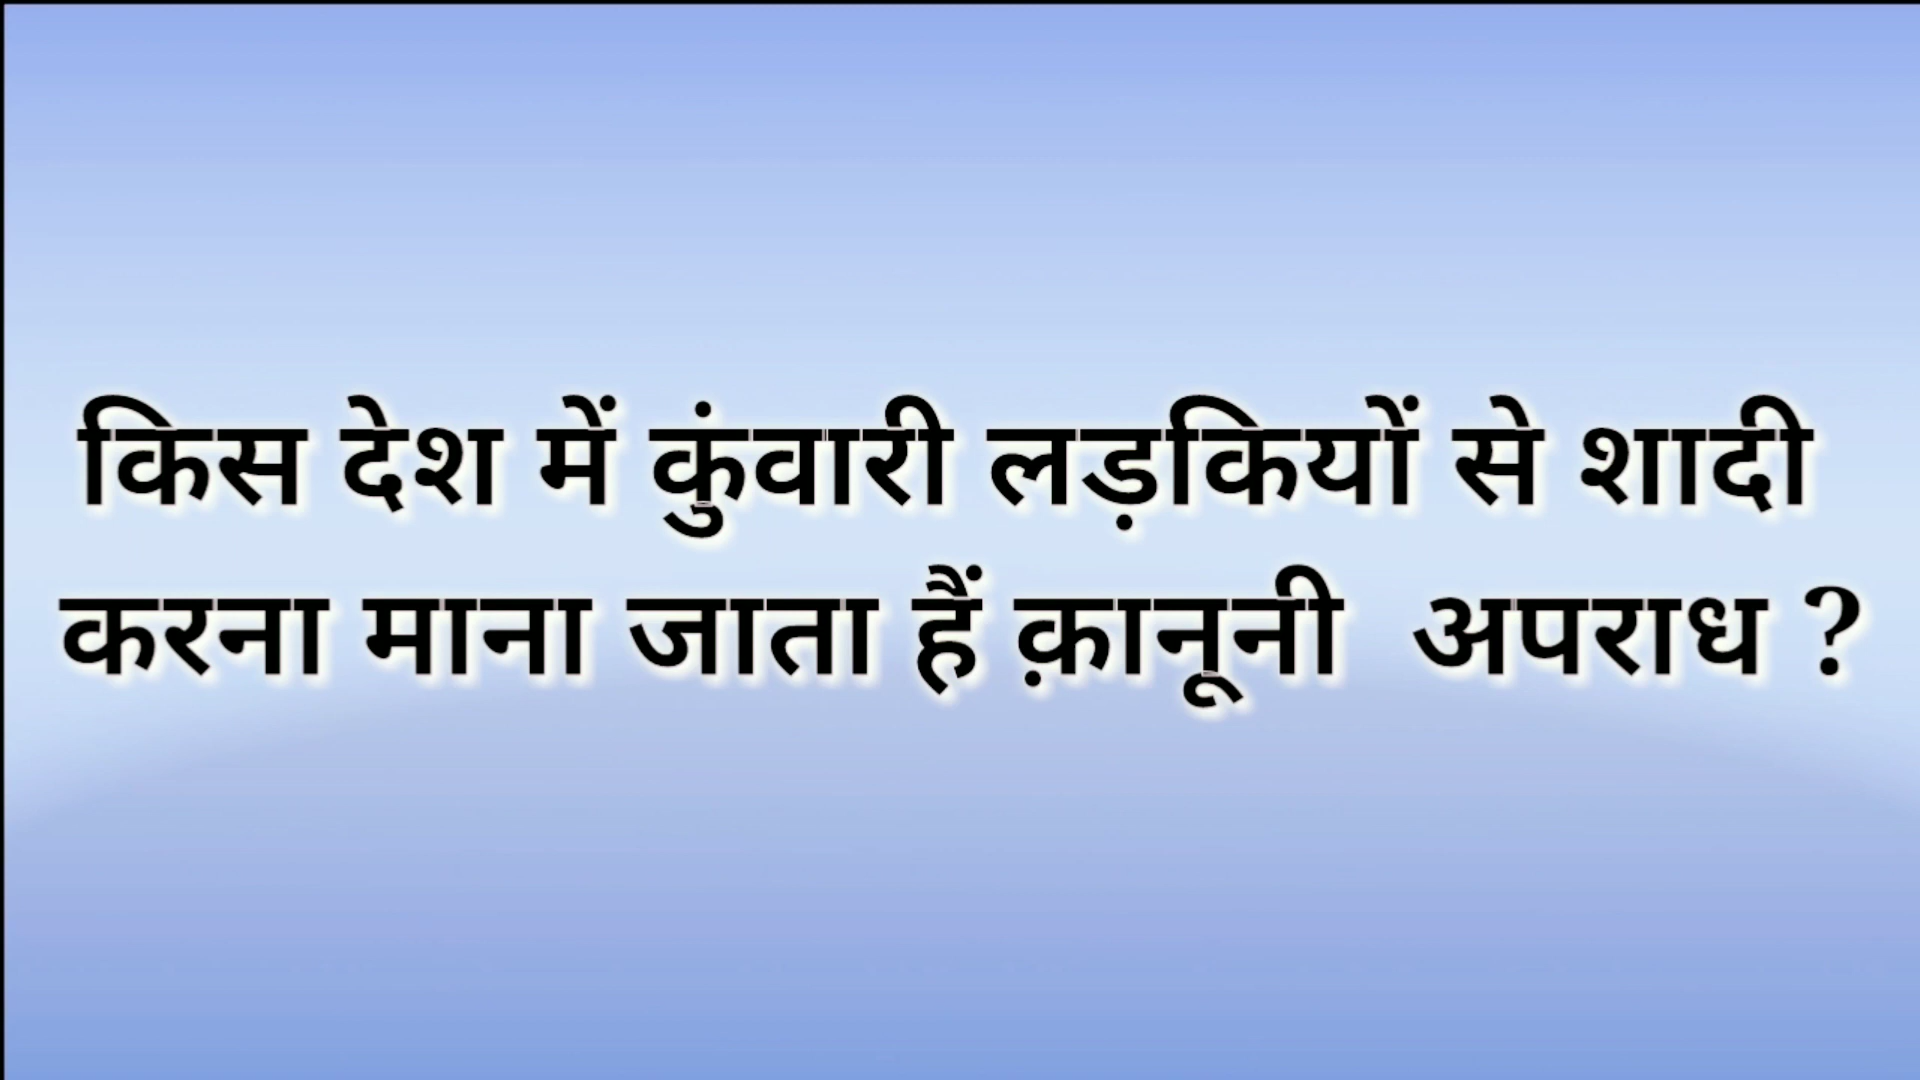 किस देश में कुंवारी लड़कियों से शादी
करना माना जाता हैं क़ानूनी अपराध ?